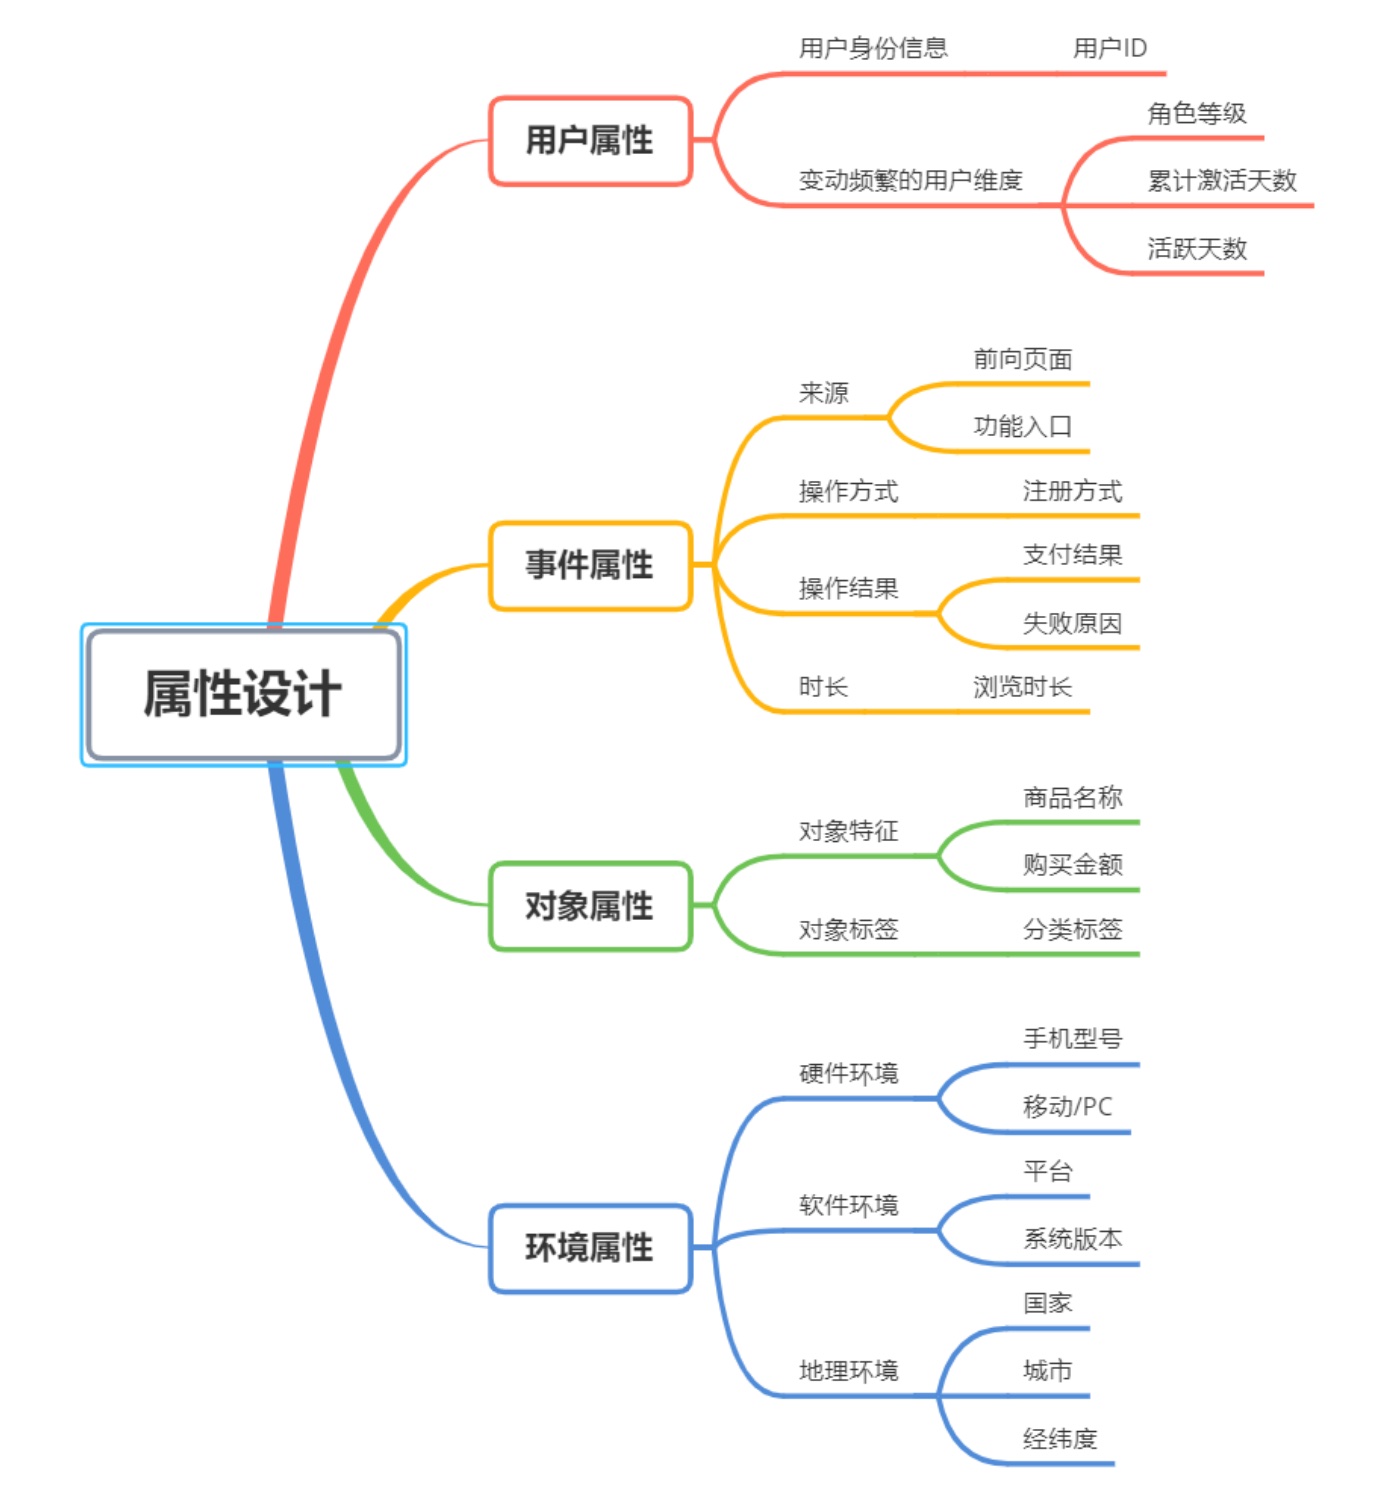 属性设计
用户属性
用户身份信息
用户ID
变动频繁的用户维度
角色等级
累计激活天数
活跃天数
事件属性
来源
前向页面
功能入口
操作方式
注册方式
操作结果
支付结果
失败原因
时长
浏览时长
对象属性
对象特征
商品名称
购买金额
对象标签
分类标签
环境属性
硬件环境
手机型号
移动/PC
软件环境
平台
系统版本
地理环境
国家
城市
经纬度